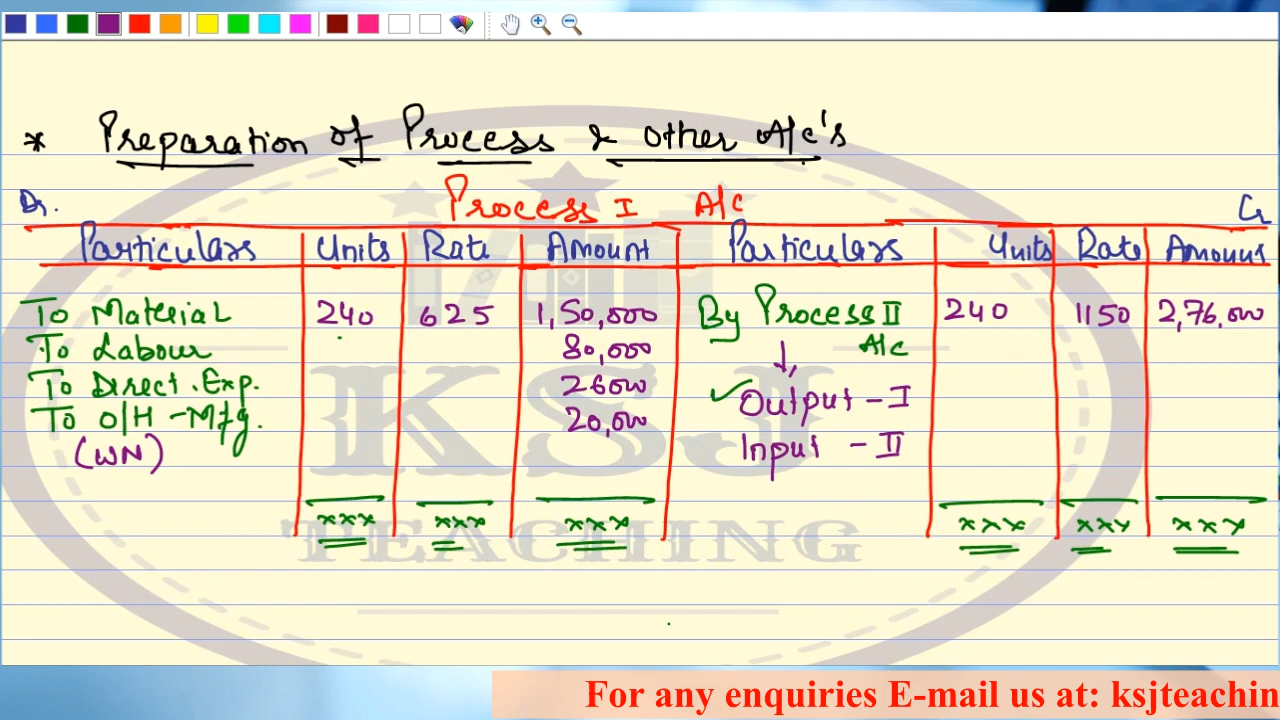 * Preparation of Process & Other A/c's
Dr. Process I A/c Cr
Particulars Units Rate Amount Particulars Units Rate Amount
To Material 240 625 1,50,000 By Process II 240 1150 2,76,000
To Labour 80,000 A/c
To Direct. Exp. 26000
✓ Output - I
To O/H - Mfg. 20,000
(WN) Input - II
xxx xxx xxx xxx xxx xxx
KSJ
TEACHING
For any enquiries E-mail us at: ksjteachin